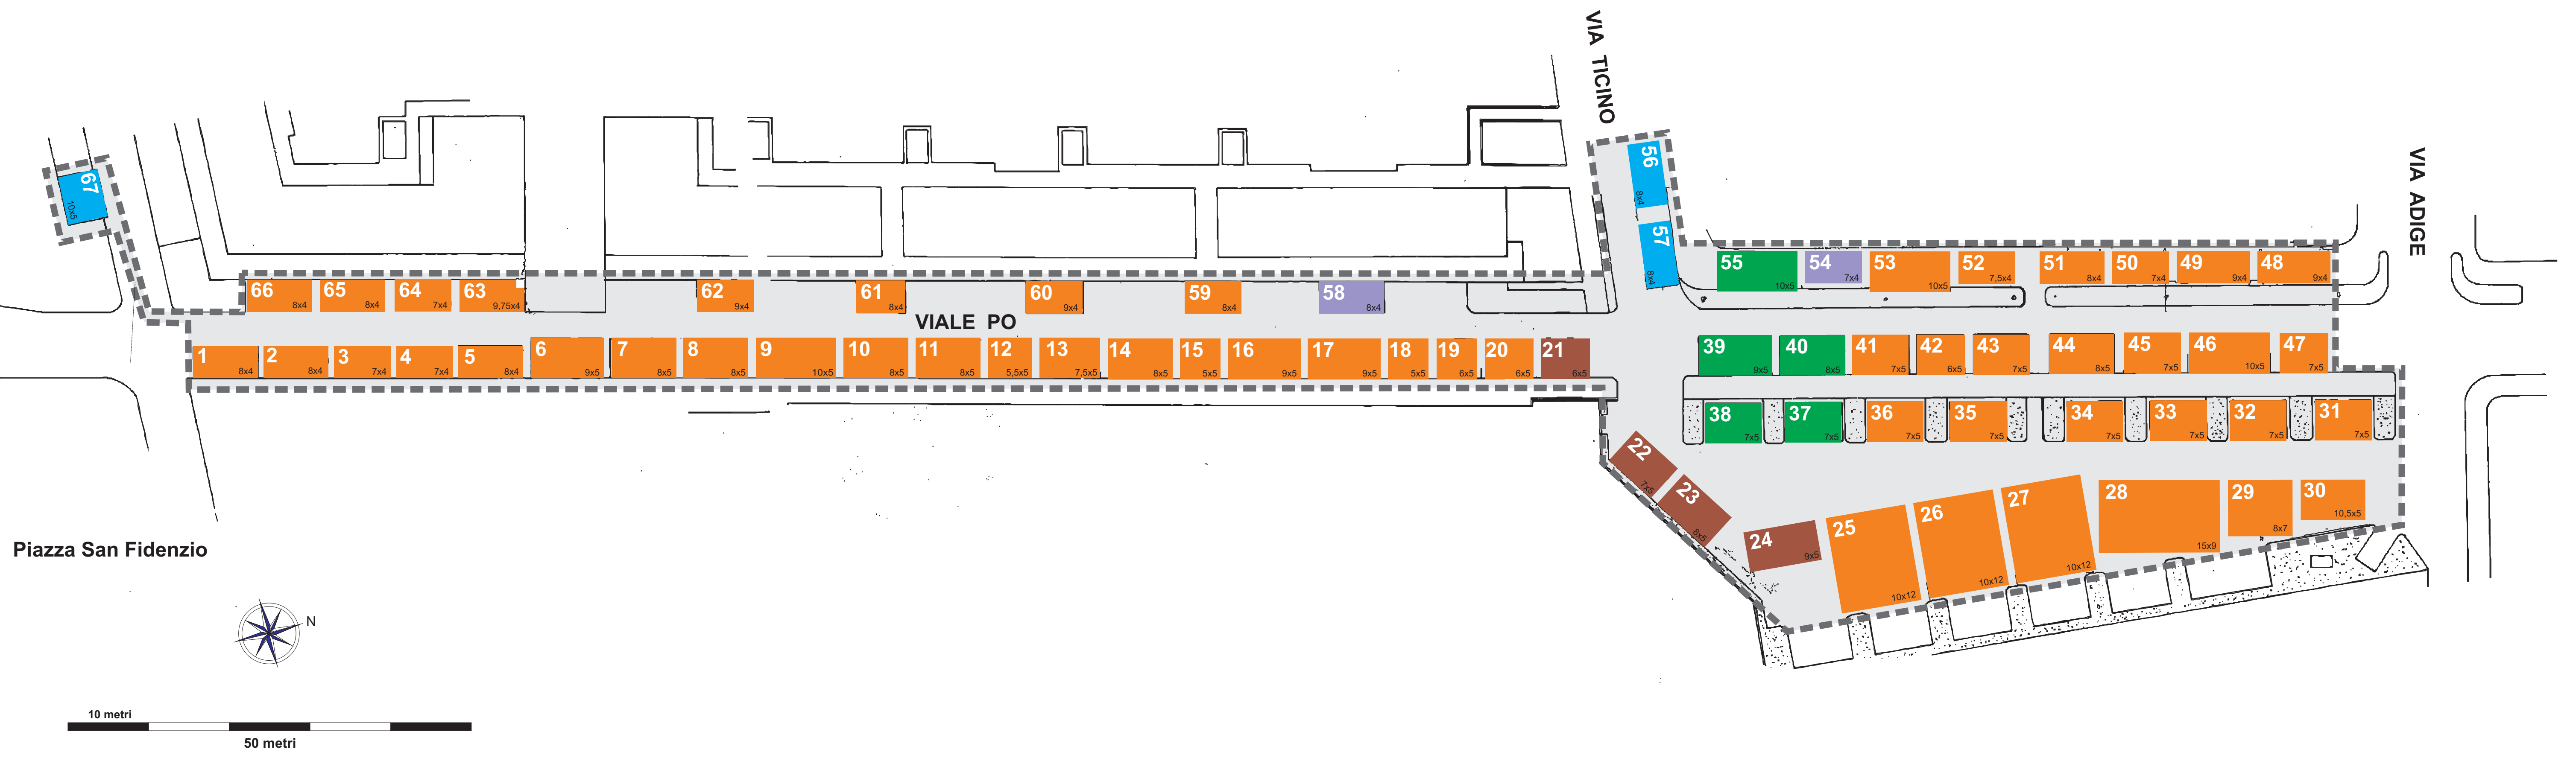 VIA TICINO
VIA ADIGE
67
10x5
56
8x4
57
8x4
55
10x5
54
7x4
53
10x5
52
7,5x4
51
8x4
50
7x4
49
9x4
48
9x4
66
8x4
65
8x4
64
7x4
63
9,75x4
62
9x4
61
8x4
60
9x4
59
8x4
58
8x4
VIALE PO
1
8x4
2
8x4
3
7x4
4
7x4
5
8x4
6
9x5
7
8x5
8
8x5
9
10x5
10
8x5
11
8x5
12
5,5x5
13
7,5x5
14
8x5
15
5x5
16
9x5
17
9x5
18
5x5
19
6x5
20
6x5
21
6x5
39
9x5
40
8x5
41
7x5
42
6x5
43
7x5
44
8x5
45
7x5
46
10x5
47
7x5
38
7x5
37
7x5
36
7x5
35
7x5
34
7x5
33
7x5
32
7x5
31
7x5
22
7x5
23
8x5
24
9x5
25
10x12
26
10x12
27
10x12
28
15x9
29
8x7
30
10,5x5
Piazza San Fidenzio
N
10 metri
50 metri